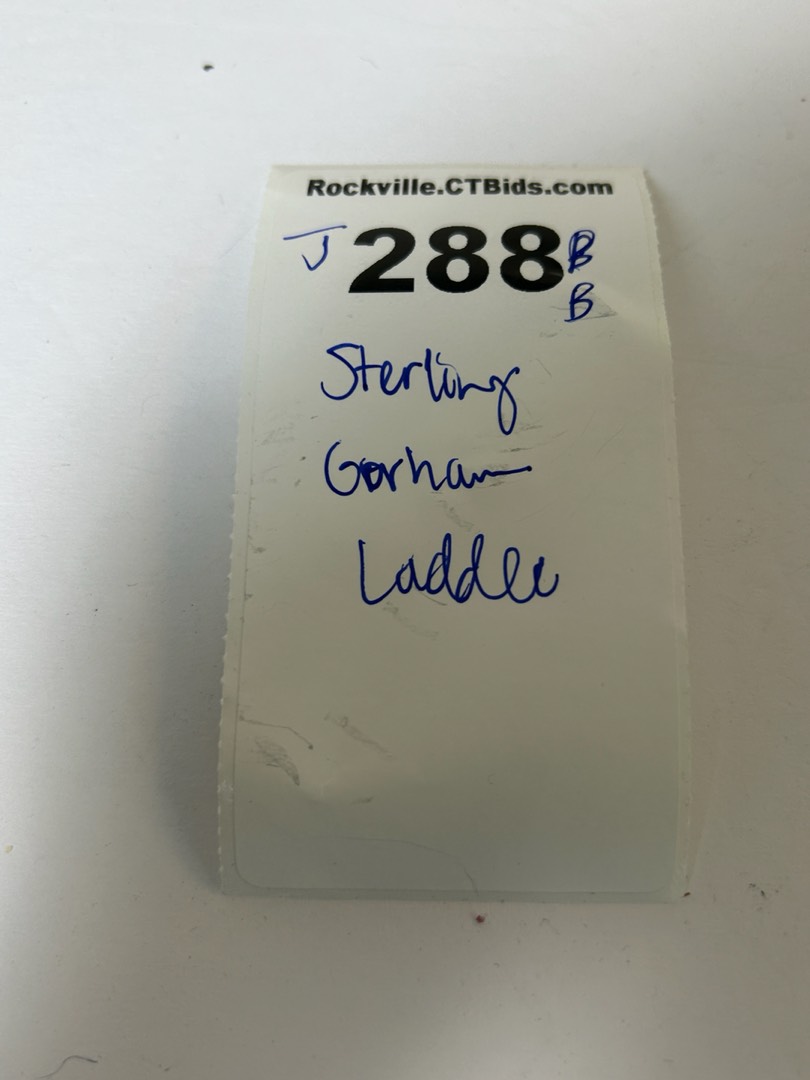 Rockville.CTBids.com
J 288 B
B
Sterling
Gorham
Laddle